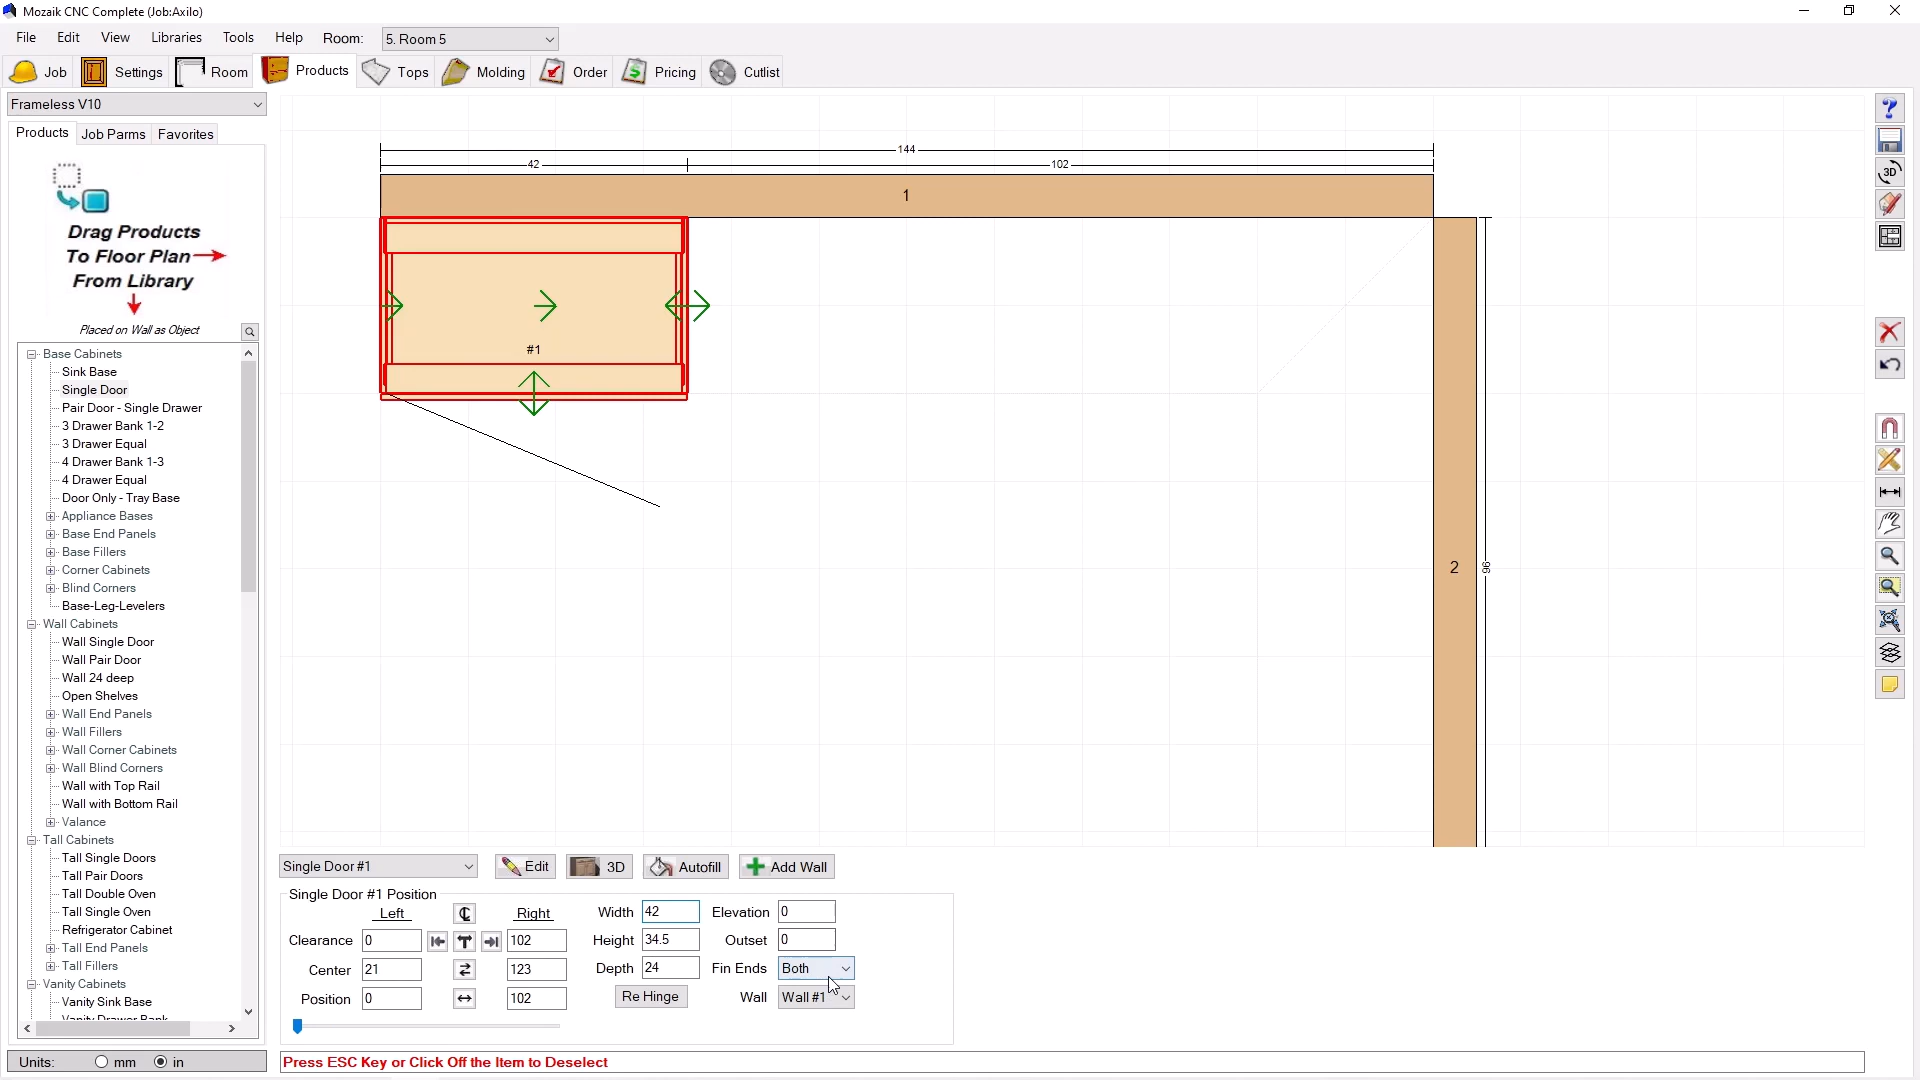 Mozaik CNC Complete (Job:Axilo)
File Edit View Libraries Tools Help Room: 5. Room 5
Job Settings Room Products Tops Molding Order Pricing Cutlist
Frameless V10
Products Job Parms Favorites
Drag Products
To Floor Plan
From Library
Placed on Wall as Object
Base Cabinets
Sink Base
Single Door
Pair Door - Single Drawer
3 Drawer Bank 1-2
3 Drawer Equal
4 Drawer Bank 1-3
4 Drawer Equal
Door Only - Tray Base
Appliance Bases
Base End Panels
Base Fillers
Corner Cabinets
Blind Corners
Base-Leg-Levelers
Wall Cabinets
Wall Single Door
Wall Pair Door
Wall 24 deep
Open Shelves
Wall End Panels
Wall Fillers
Wall Corner Cabinets
Wall Blind Corners
Wall with Top Rail
Wall with Bottom Rail
Valance
Tall Cabinets
Tall Single Doors
Tall Pair Doors
Tall Double Oven
Tall Single Oven
Refrigerator Cabinet
Tall End Panels
Tall Fillers
Vanity Cabinets
Vanity Sink Base
Vanity Drawer Bank
Units: mm in
144
42 102
1
#1
2
96
?
3D
Single Door #1 Edit 3D Autofill Add Wall
Single Door #1 Position
Left Right Width 42 Elevation 0
Clearance 0 102 Height 34.5 Outset 0
Center 21 123 Depth 24 Fin Ends Both
Position 0 102 Re Hinge Wall Wall #1
Press ESC Key or Click Off the Item to Deselect